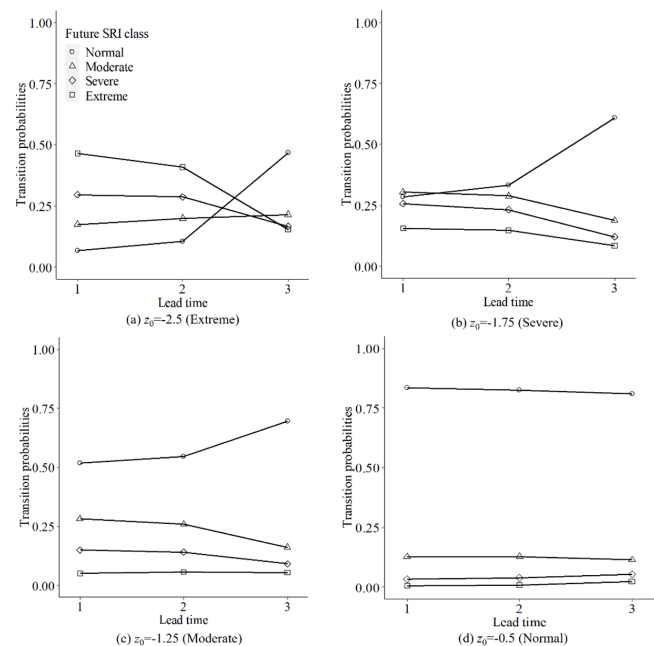 1.00
0.75
0.50
0.25
0.00
Transition probabilities
Future SRI class
Normal
Moderate
Severe
Extreme
1 2 3
Lead time
(a) z0=-2.5 (Extreme)
1.00
0.75
0.50
0.25
0.00
Transition probabilities
1 2 3
Lead time
(b) z0=-1.75 (Severe)
1.00
0.75
0.50
0.25
0.00
Transition probabilities
1 2 3
Lead time
(c) z0=-1.25 (Moderate)
1.00
0.75
0.50
0.25
0.00
Transition probabilities
1 2 3
Lead time
(d) z0=-0.5 (Normal)